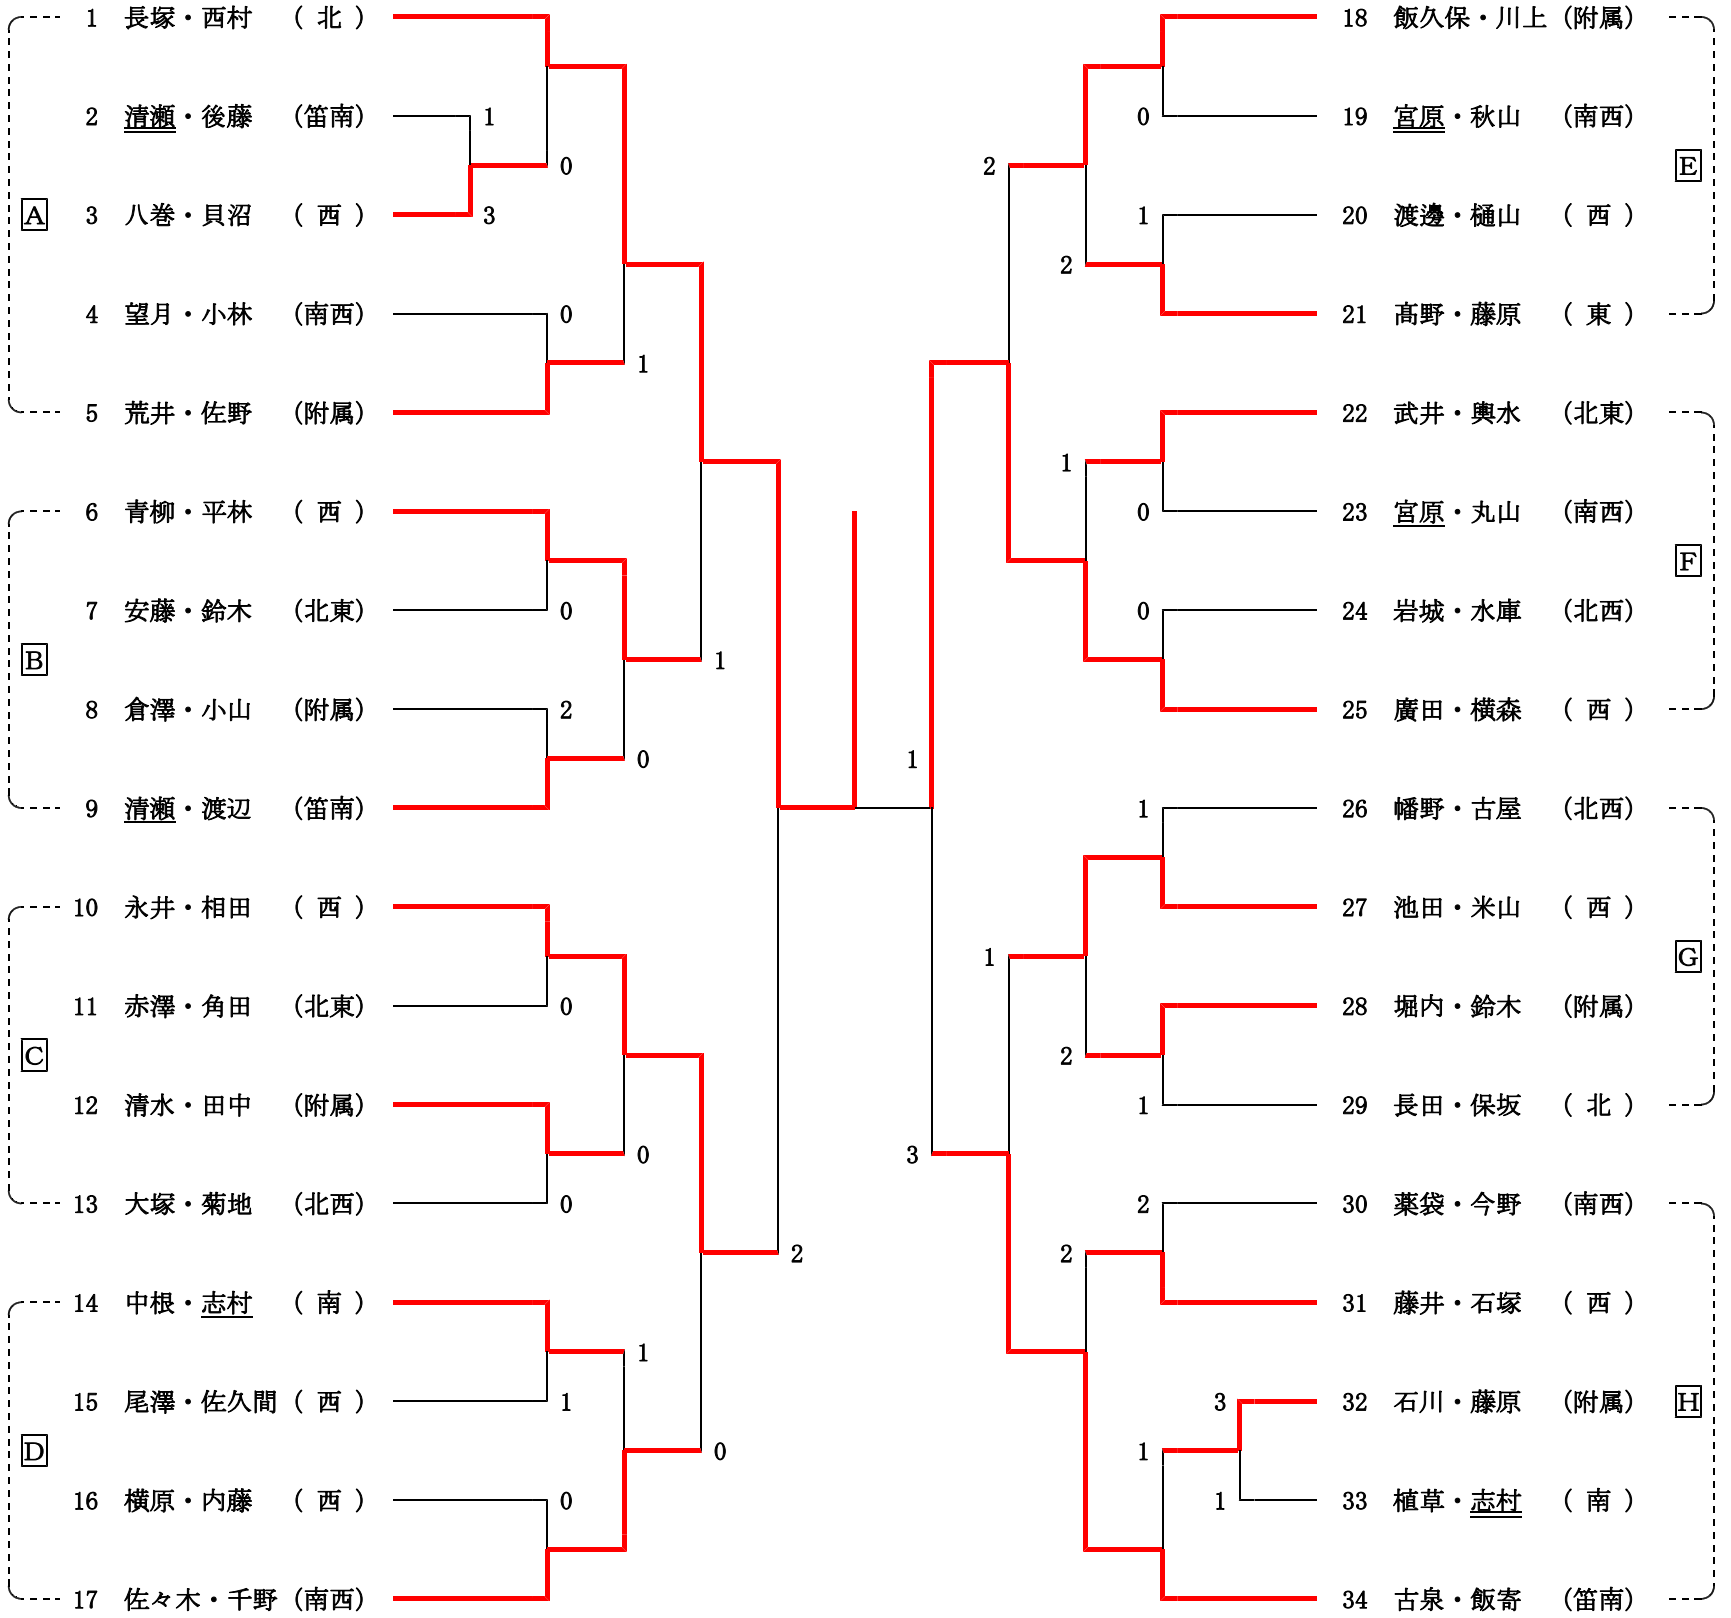 1 長塚・西村 ( 北 )
2 清瀬・後藤 (笛南) 1
0
A 3 八巻・貝沼 ( 西 ) 3
4 望月・小林 (南西) 0
1
5 荒井・佐野 (附属)
6 青柳・平林 ( 西 )
7 安藤・鈴木 (北東) 0
B 1
8 倉澤・小山 (附属) 2
0
9 清瀬・渡辺 (笛南)
10 永井・相田 ( 西 )
11 赤澤・角田 (北東) 0
C
12 清水・田中 (附属) 0
13 大塚・菊地 (北西) 0
2
14 中根・志村 ( 南 )
1
15 尾澤・佐久間 ( 西 ) 1
D 0
16 横原・内藤 ( 西 ) 0
17 佐々木・千野 (南西)
18 飯久保・川上 (附属)
0 19 宮原・秋山 (南西)
2 E
1 20 渡邊・樋山 ( 西 )
2
21 髙野・藤原 ( 東 )
22 武井・輿水 (北東)
1
0 23 宮原・丸山 (南西)
F
0 24 岩城・水庫 (北西)
25 廣田・横森 ( 西 )
1
1 26 幡野・古屋 (北西)
27 池田・米山 ( 西 )
1 G
28 堀内・鈴木 (附属)
2
1 29 長田・保坂 ( 北 )
3
2 30 薬袋・今野 (南西)
2
31 藤井・石塚 ( 西 )
3 32 石川・藤原 (附属) H
1
1 33 植草・志村 ( 南 )
34 古泉・飯寄 (笛南)